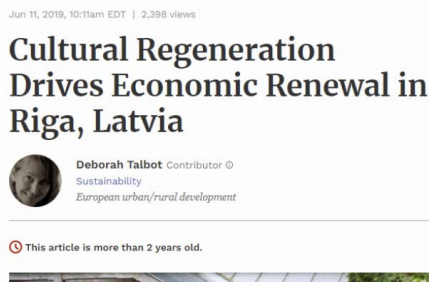 Jun 11, 2019, 10:11am EDT | 2,398 views
Cultural Regeneration
Drives Economic Renewal in
Riga, Latvia
Deborah Talbot Contributor
Sustainability
European urban/rural development
This article is more than 2 years old.